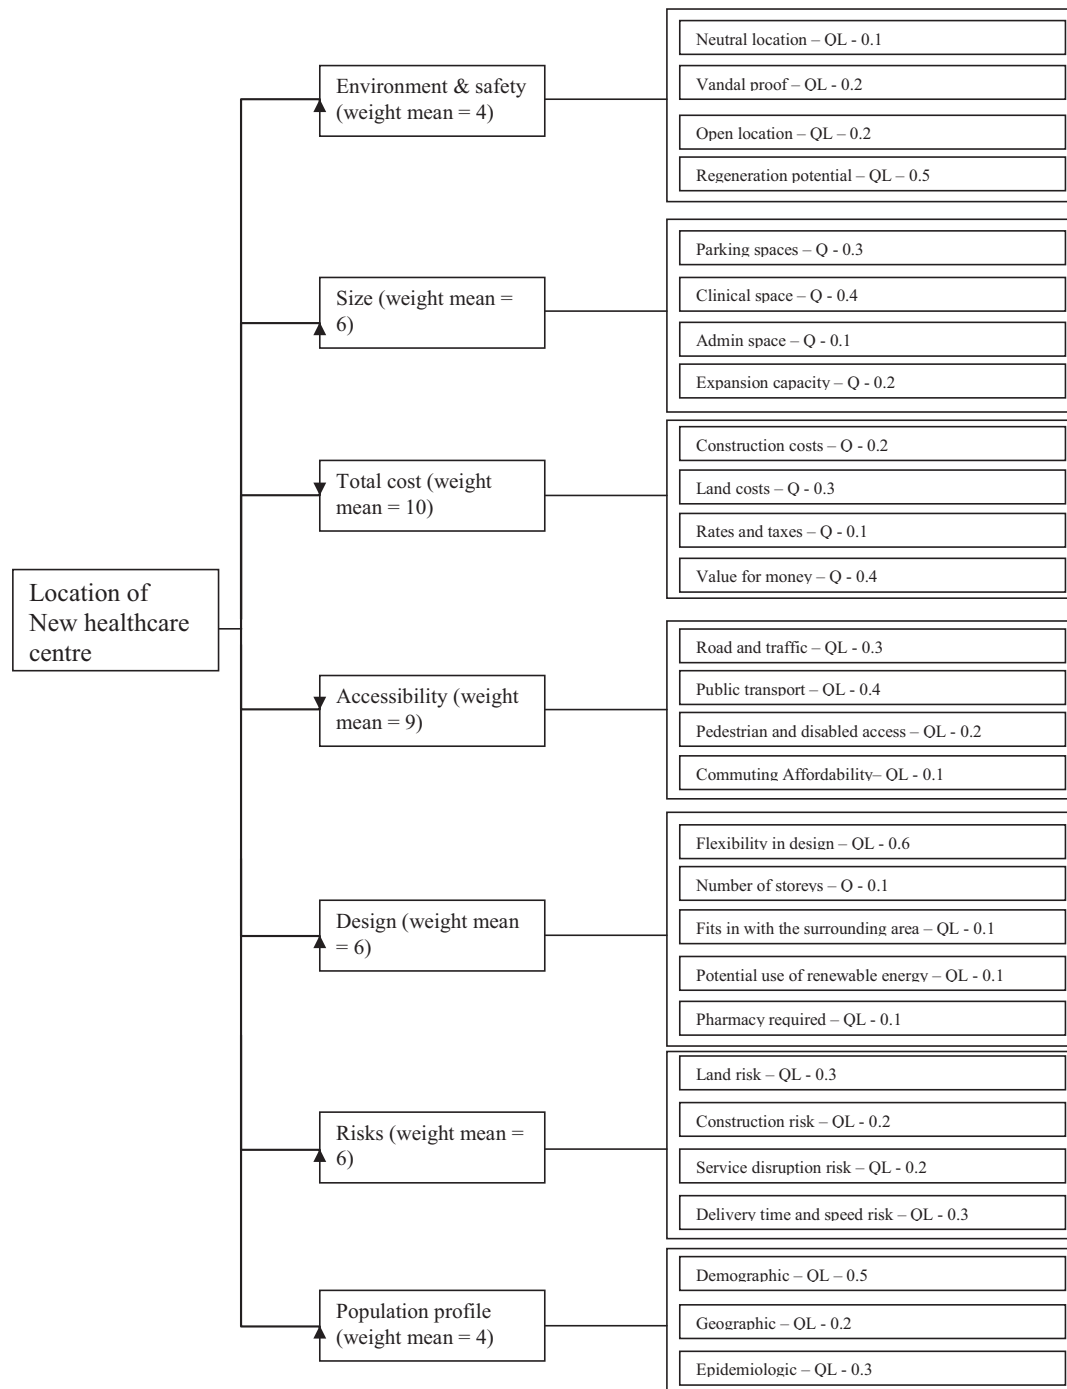 Location of
New healthcare
centre
Environment & safety
(weight mean = 4)
Neutral location – QL - 0.1
Vandal proof – QL - 0.2
Open location – QL – 0.2
Regeneration potential – QL – 0.5
Size (weight mean =
6)
Parking spaces – Q - 0.3
Clinical space – Q - 0.4
Admin space – Q - 0.1
Expansion capacity – Q - 0.2
Total cost (weight
mean = 10)
Construction costs – Q - 0.2
Land costs – Q - 0.3
Rates and taxes – Q - 0.1
Value for money – Q - 0.4
Accessibility (weight
mean = 9)
Road and traffic – QL - 0.3
Public transport – QL - 0.4
Pedestrian and disabled access – QL - 0.2
Commuting Affordability– QL - 0.1
Design (weight mean
= 6)
Flexibility in design – QL - 0.6
Number of storeys – Q - 0.1
Fits in with the surrounding area – QL - 0.1
Potential use of renewable energy – QL - 0.1
Pharmacy required – QL - 0.1
Risks (weight mean =
6)
Land risk – QL - 0.3
Construction risk – QL - 0.2
Service disruption risk – QL - 0.2
Delivery time and speed risk – QL - 0.3
Population profile
(weight mean = 4)
Demographic – QL – 0.5
Geographic – QL - 0.2
Epidemiologic – QL - 0.3